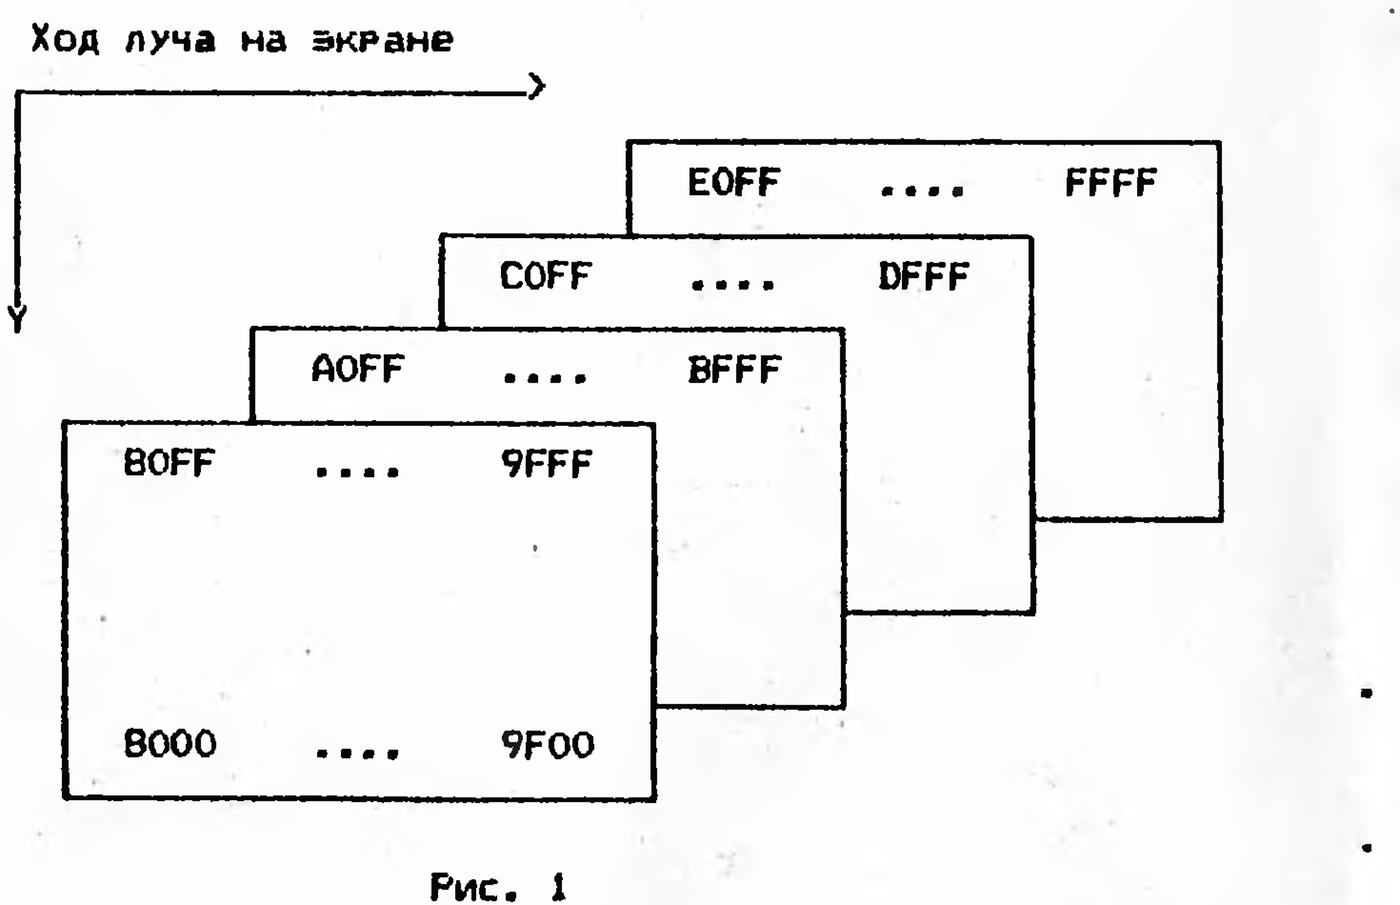 Ход луча на экране
E0FF .... FFFF
C0FF .... DFFF
A0FF .... BFFF
80FF .... 9FFF
8000 .... 9F00
Рис. 1